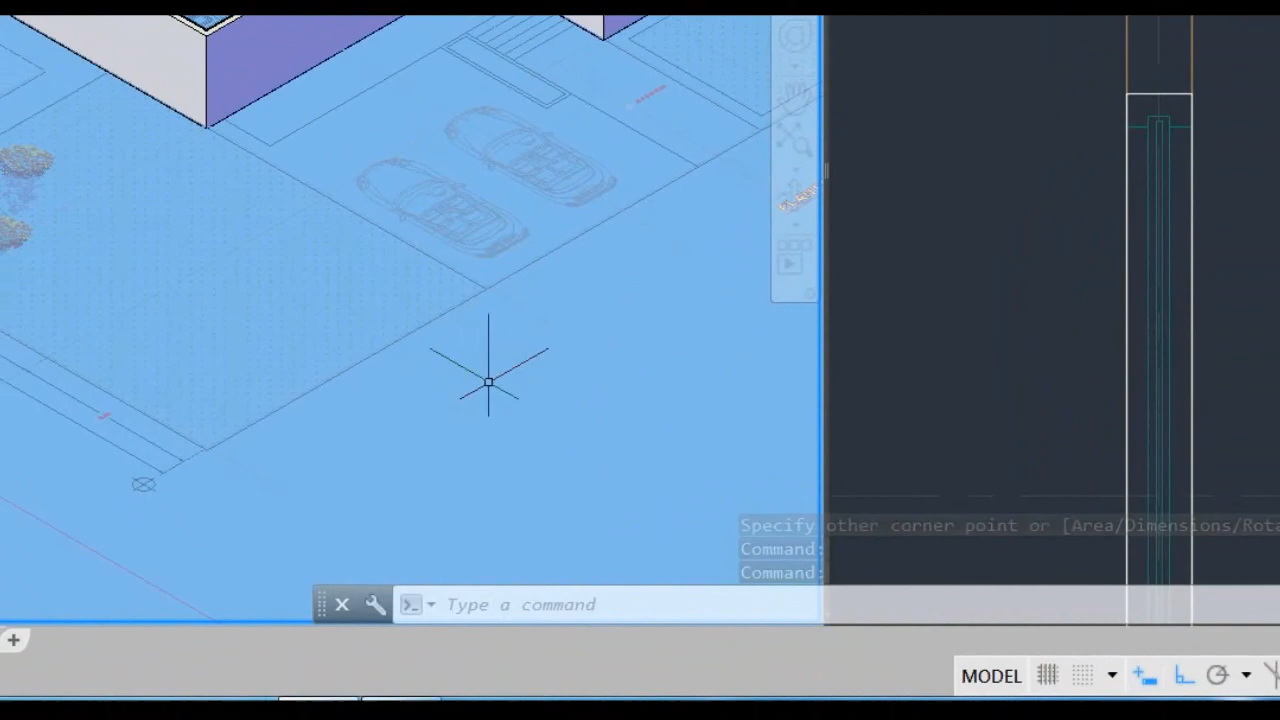 Specify other corner point or [Area/Dimensions/Rota
Command:
Command:
Type a command
MODEL